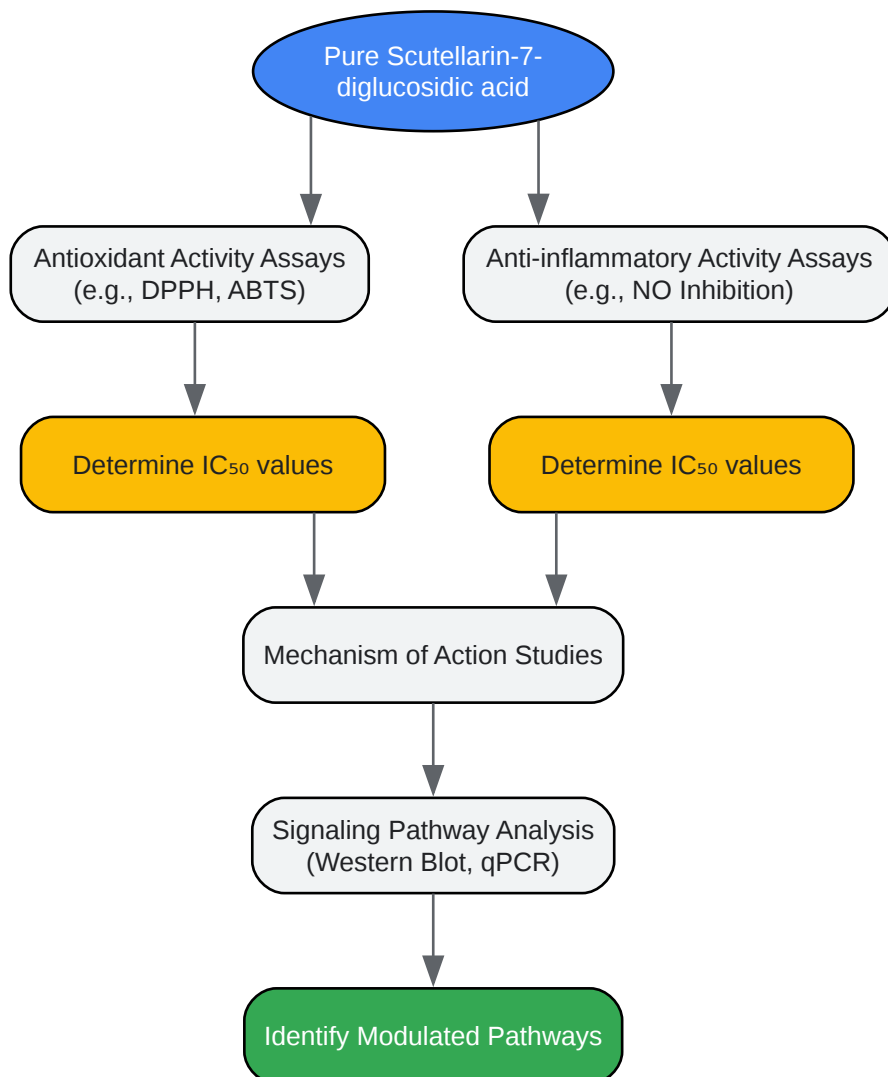 Pure Scutellarin-7-
diglucosidic acid
Antioxidant Activity Assays
(e.g., DPPH, ABTS)
Anti-inflammatory Activity Assays
(e.g., NO Inhibition)
Determine IC₅₀ values
Determine IC₅₀ values
Mechanism of Action Studies
Signaling Pathway Analysis
(Western Blot, qPCR)
Identify Modulated Pathways